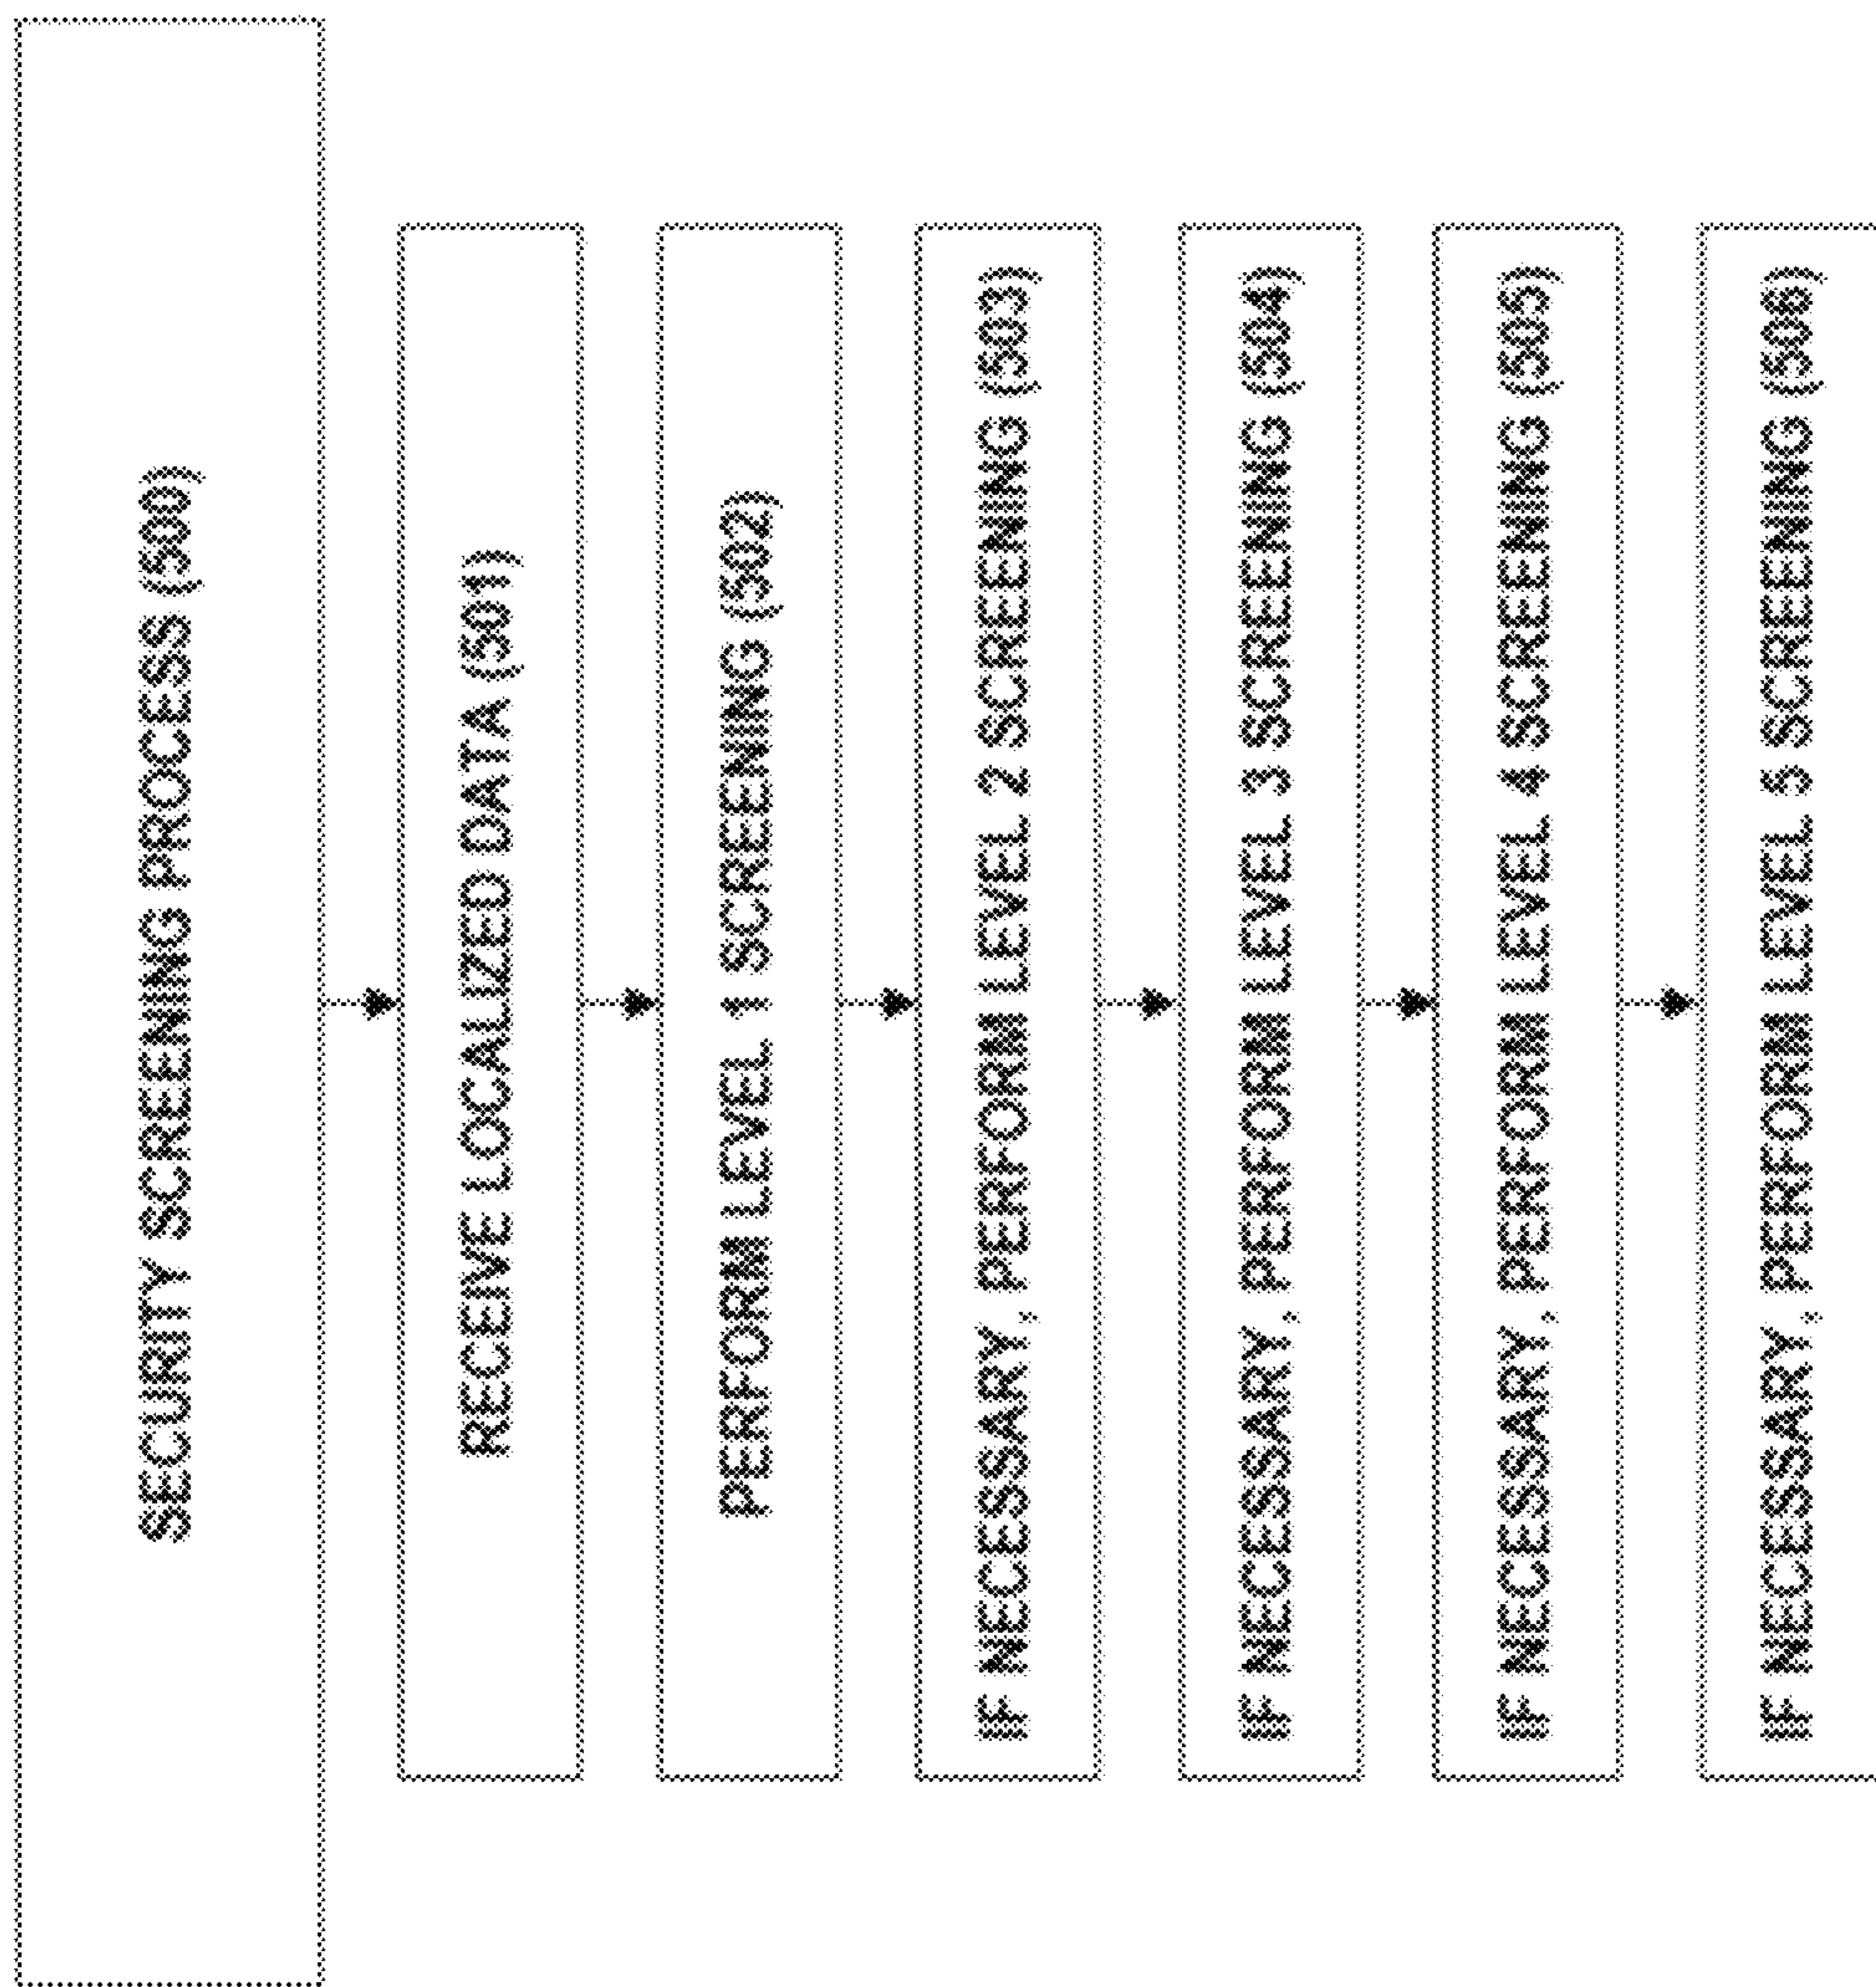 SECURITY SCREENING PROCESS (500)
RECEIVE LOCALIZED DATA (501)
PERFORM LEVEL 1 SCREENING (502)
IF NECESSARY, PERFORM LEVEL 2 SCREENING (503)
IF NECESSARY, PERFORM LEVEL 3 SCREENING (504)
IF NECESSARY, PERFORM LEVEL 4 SCREENING (505)
IF NECESSARY, PERFORM LEVEL 5 SCREENING (506)